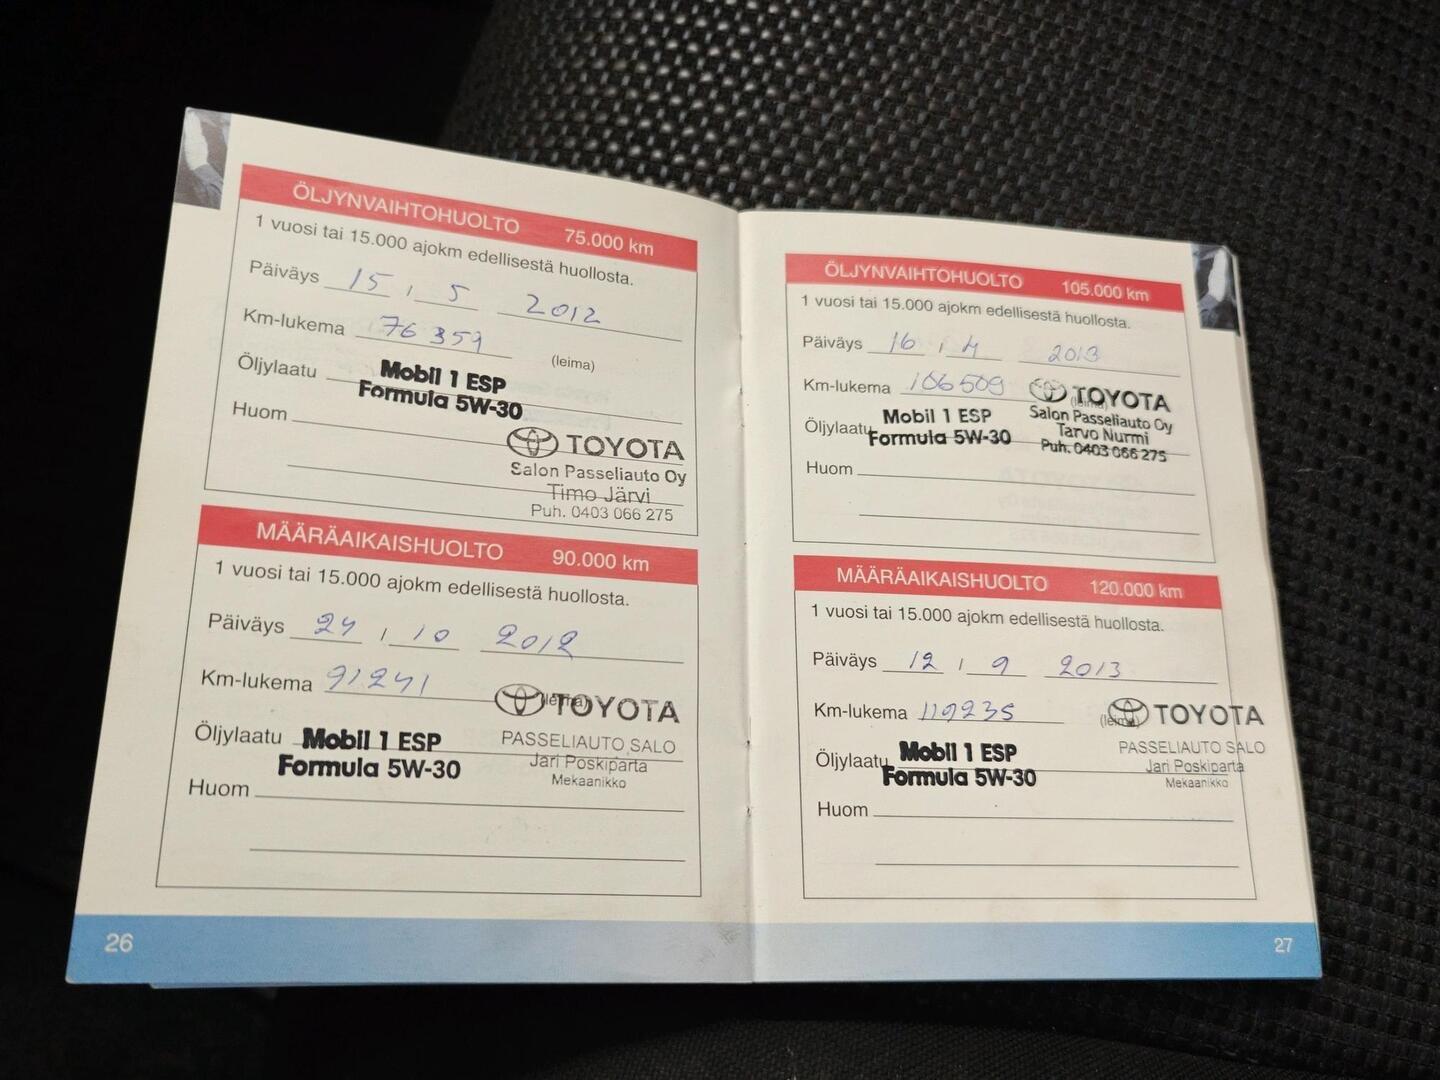 ÖLJYNVAIHTOHUOLTO 75.000 km
1 vuosi tai 15.000 ajokm edellisestä huollosta.
Päiväys 15 / 5 2012
Km-lukema 76 359
(leima)
Öljylaatu Mobil 1 ESP
Formula 5W-30
Huom
TOYOTA
Salon Passeliauto Oy
Timo Järvi
Puh. 0403 066 275
MÄÄRÄAIKAISHUOLTO 90.000 km
1 vuosi tai 15.000 ajokm edellisestä huollosta.
Päiväys 24 / 10 2012
Km-lukema 91241
(leima) TOYOTA
Öljylaatu Mobil 1 ESP
Formula 5W-30
PASSELIAUTO SALO
Jari Poskiparta
Mekaanikko
Huom
26
ÖLJYNVAIHTOHUOLTO 105.000 km
1 vuosi tai 15.000 ajokm edellisestä huollosta.
Päiväys 16 / 4 2013
Km-lukema 106509
(leima) TOYOTA
Salon Passeliauto Oy
Tarvo Nurmi
Puh. 0403 066 275
Öljylaatu Mobil 1 ESP
Formula 5W-30
Huom
MÄÄRÄAIKAISHUOLTO 120.000 km
1 vuosi tai 15.000 ajokm edellisestä huollosta.
Päiväys 12 / 9 2013
Km-lukema 119235
(leima) TOYOTA
PASSELIAUTO SALO
Jari Poskiparta
Mekaanikko
Öljylaatu Mobil 1 ESP
Formula 5W-30
Huom
27